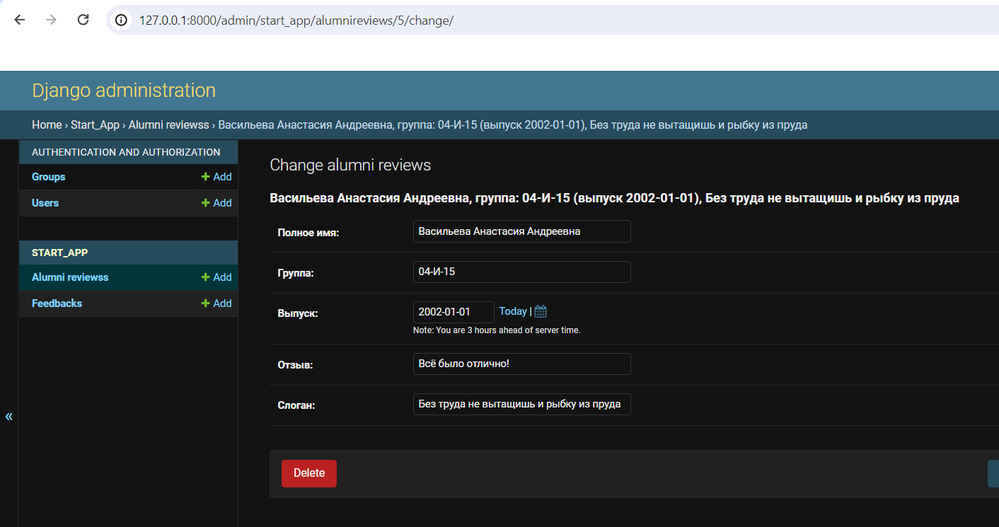 127.0.0.1:8000/admin/start_app/alumnireviews/5/change/
Django administration
Home › Start_App › Alumni reviewss › Васильева Анастасия Андреевна, группа: 04-И-15 (выпуск 2002-01-01), Без труда не вытащишь и рыбку из пруда
AUTHENTICATION AND AUTHORIZATION
Groups + Add
Users + Add
START_APP
Alumni reviewss + Add
Feedbacks + Add
«
Change alumni reviews
Васильева Анастасия Андреевна, группа: 04-И-15 (выпуск 2002-01-01), Без труда не вытащишь и рыбку из пруда
Полное имя: Васильева Анастасия Андреевна
Группа: 04-И-15
Выпуск: 2002-01-01 Today |
Note: You are 3 hours ahead of server time.
Отзыв: Всё было отлично!
Слоган: Без труда не вытащишь и рыбку из пруда
Delete